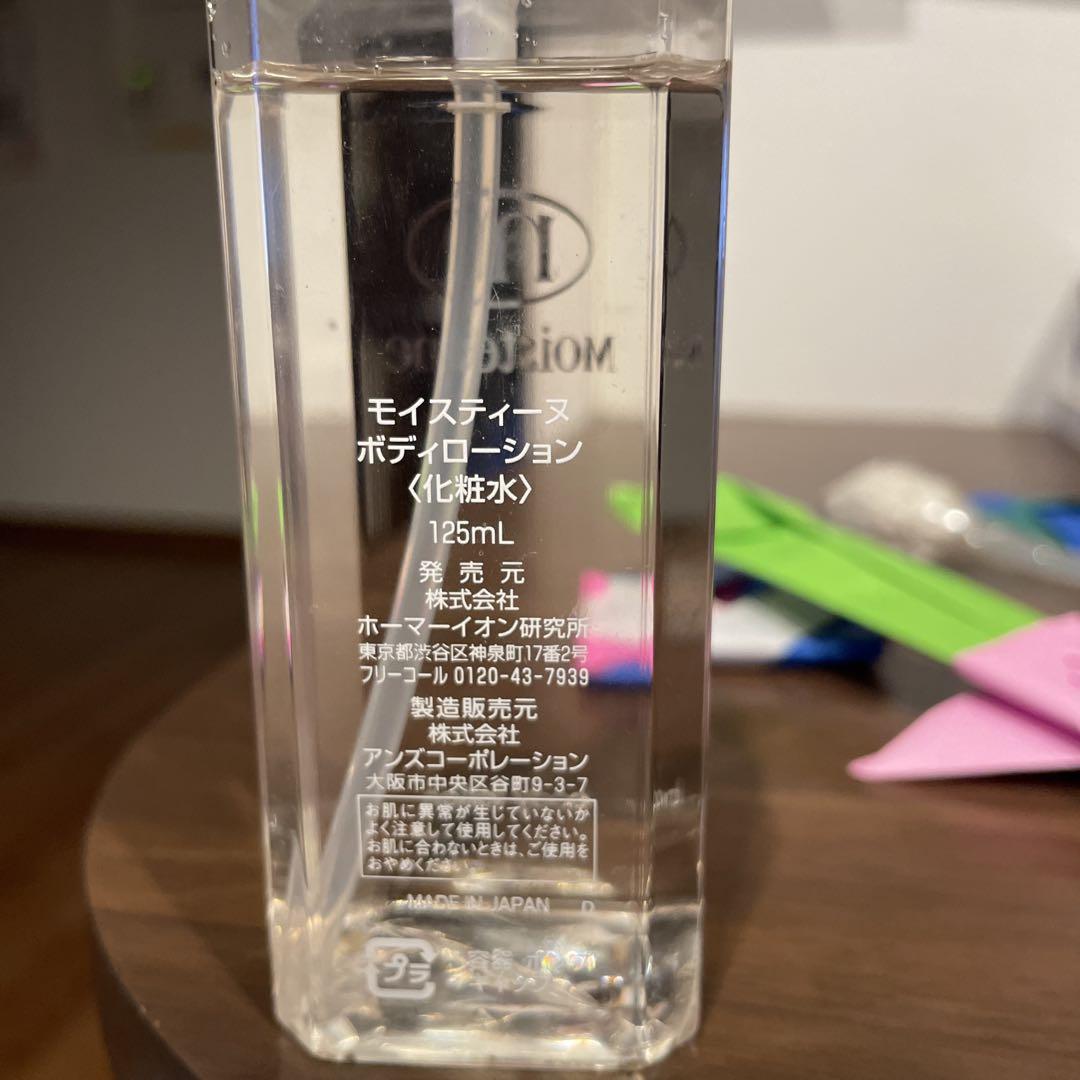 モイスティーヌ
ボディローション
〈化粧水〉
125mL
発売元
株式会社
ホーマーイオン研究所
東京都渋谷区神泉町17番2号
フリーコール 0120-43-7939
製造販売元
株式会社
アンズコーポレーション
大阪市中央区谷町9-3-7
お肌に異常が生じていないか
よく注意して使用してください。
お肌に合わないときは、ご使用を
おやめください。
MADE IN JAPAN D
プラ
容器